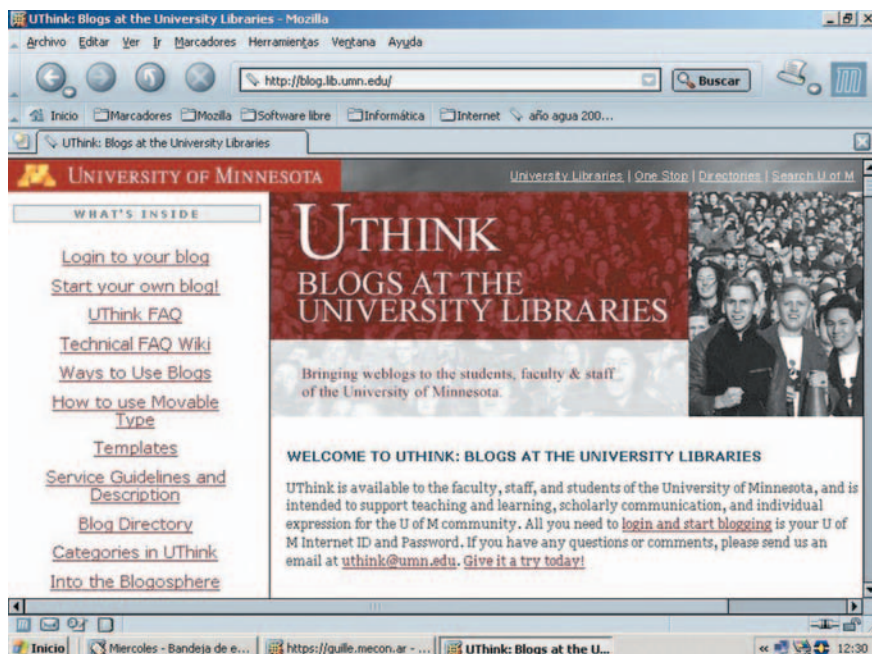 UThink: Blogs at the University Libraries - Mozilla
Archivo Editar Ver Ir Marcadores Herramientas Ventana Ayuda
http://blog.lib.umn.edu/ Buscar
Inicio Marcadores Mozilla Software libre Informática Internet año agua 200...
UThink: Blogs at the University Libraries
UNIVERSITY OF MINNESOTA
University Libraries | One Stop | Directories | Search U of M
WHAT'S INSIDE
Login to your blog
Start your own blog!
UThink FAQ
Technical FAQ Wiki
Ways to Use Blogs
How to use Movable
Type
Templates
Service Guidelines and
Description
Blog Directory
Categories in UThink
Into the Blogosphere
UTHINK
BLOGS AT THE
UNIVERSITY LIBRARIES
Bringing weblogs to the students, faculty & staff
of the University of Minnesota.
WELCOME TO UTHINK: BLOGS AT THE UNIVERSITY LIBRARIES
UThink is available to the faculty, staff, and students of the University of Minnesota, and is
intended to support teaching and learning, scholarly communication, and individual
expression for the U of M community. All you need to login and start blogging is your U of
M Internet ID and Password. If you have any questions or comments, please send us an
email at uthink@umn.edu. Give it a try today!
Inicio Miercoles - Bandeja de e... https://guille.mecon.ar - ... UThink: Blogs at the U... « 12:30